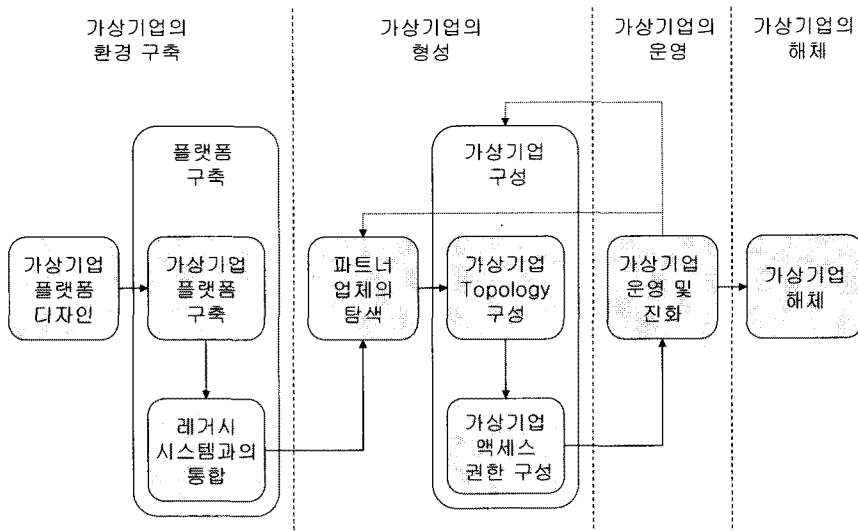 가상기업의
환경 구축
가상기업의
형성
가상기업의
운영
가상기업의
해체
플랫폼
구축
가상기업
구성
가상기업
플랫폼
디자인
가상기업
플랫폼
구축
파트너
업체의
탐색
가상기업
Topology
구성
가상기업
운영 및
진화
가상기업
해체
레거시
시스템과의
통합
가상기업
액세스
권한 구성